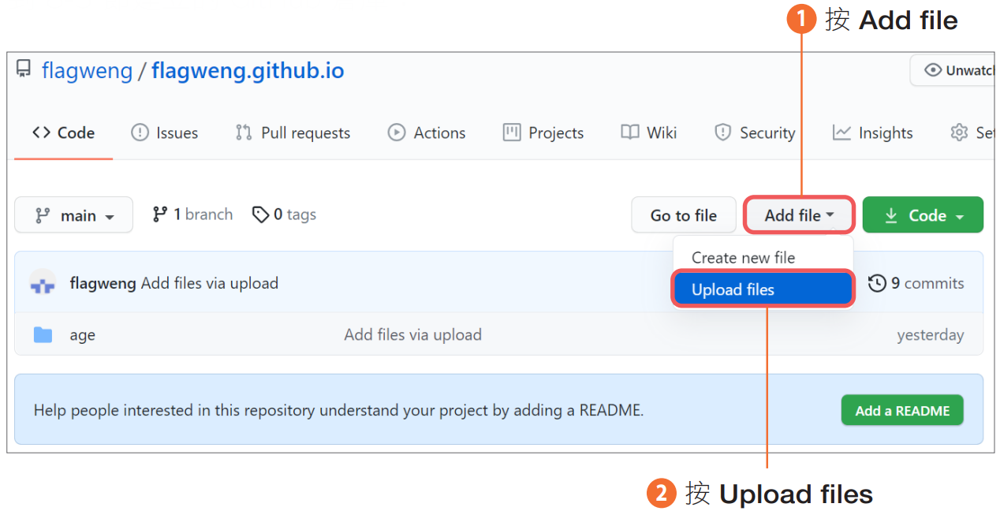 1 按 Add file
flagweng / flagweng.github.io
Unwatch
Code Issues Pull requests Actions Projects Wiki Security Insights Set
main 1 branch 0 tags Go to file Add file Code
Create new file
flagweng Add files via upload 9 commits
Upload files
age Add files via upload yesterday
Help people interested in this repository understand your project by adding a README. Add a README
2 按 Upload files